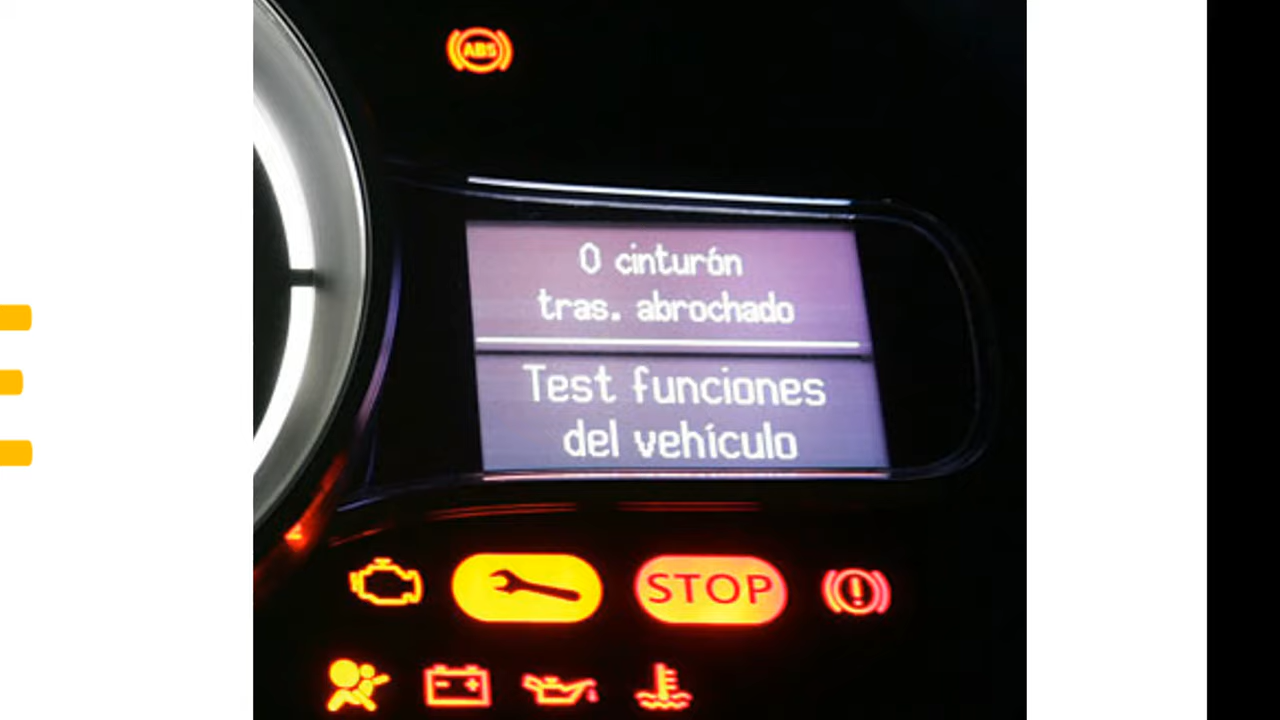 ABS
0 cinturón
tras. abrochado
Test funciones
del vehículo
STOP